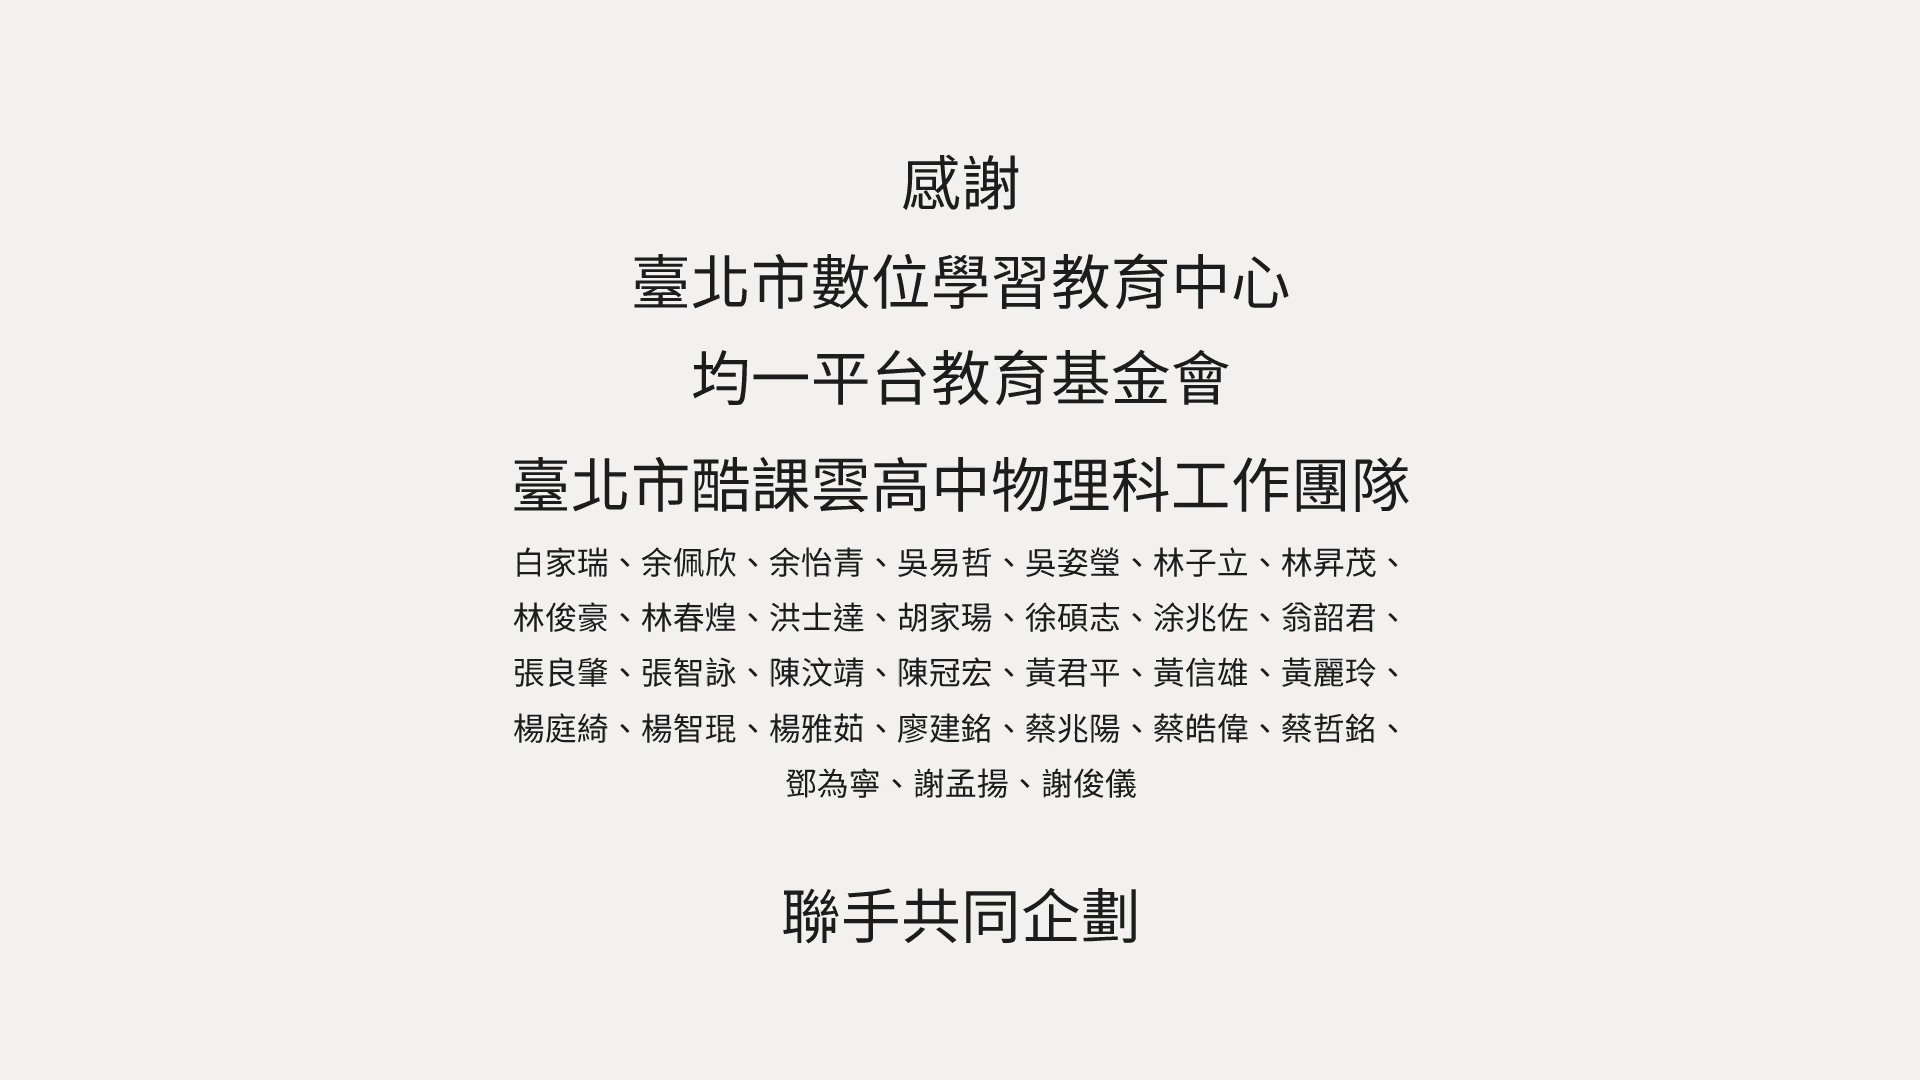 感謝
臺北市數位學習教育中心
均一平台教育基金會
臺北市酷課雲高中物理科工作團隊
白家瑞、余佩欣、余怡青、吳易哲、吳姿瑩、林子立、林昇茂、
林俊豪、林春煌、洪士達、胡家瑒、徐碩志、涂兆佐、翁韶君、
張良肇、張智詠、陳汶靖、陳冠宏、黃君平、黃信雄、黃麗玲、
楊庭綺、楊智琨、楊雅茹、廖建銘、蔡兆陽、蔡皓偉、蔡哲銘、
鄧為寧、謝孟揚、謝俊儀
聯手共同企劃